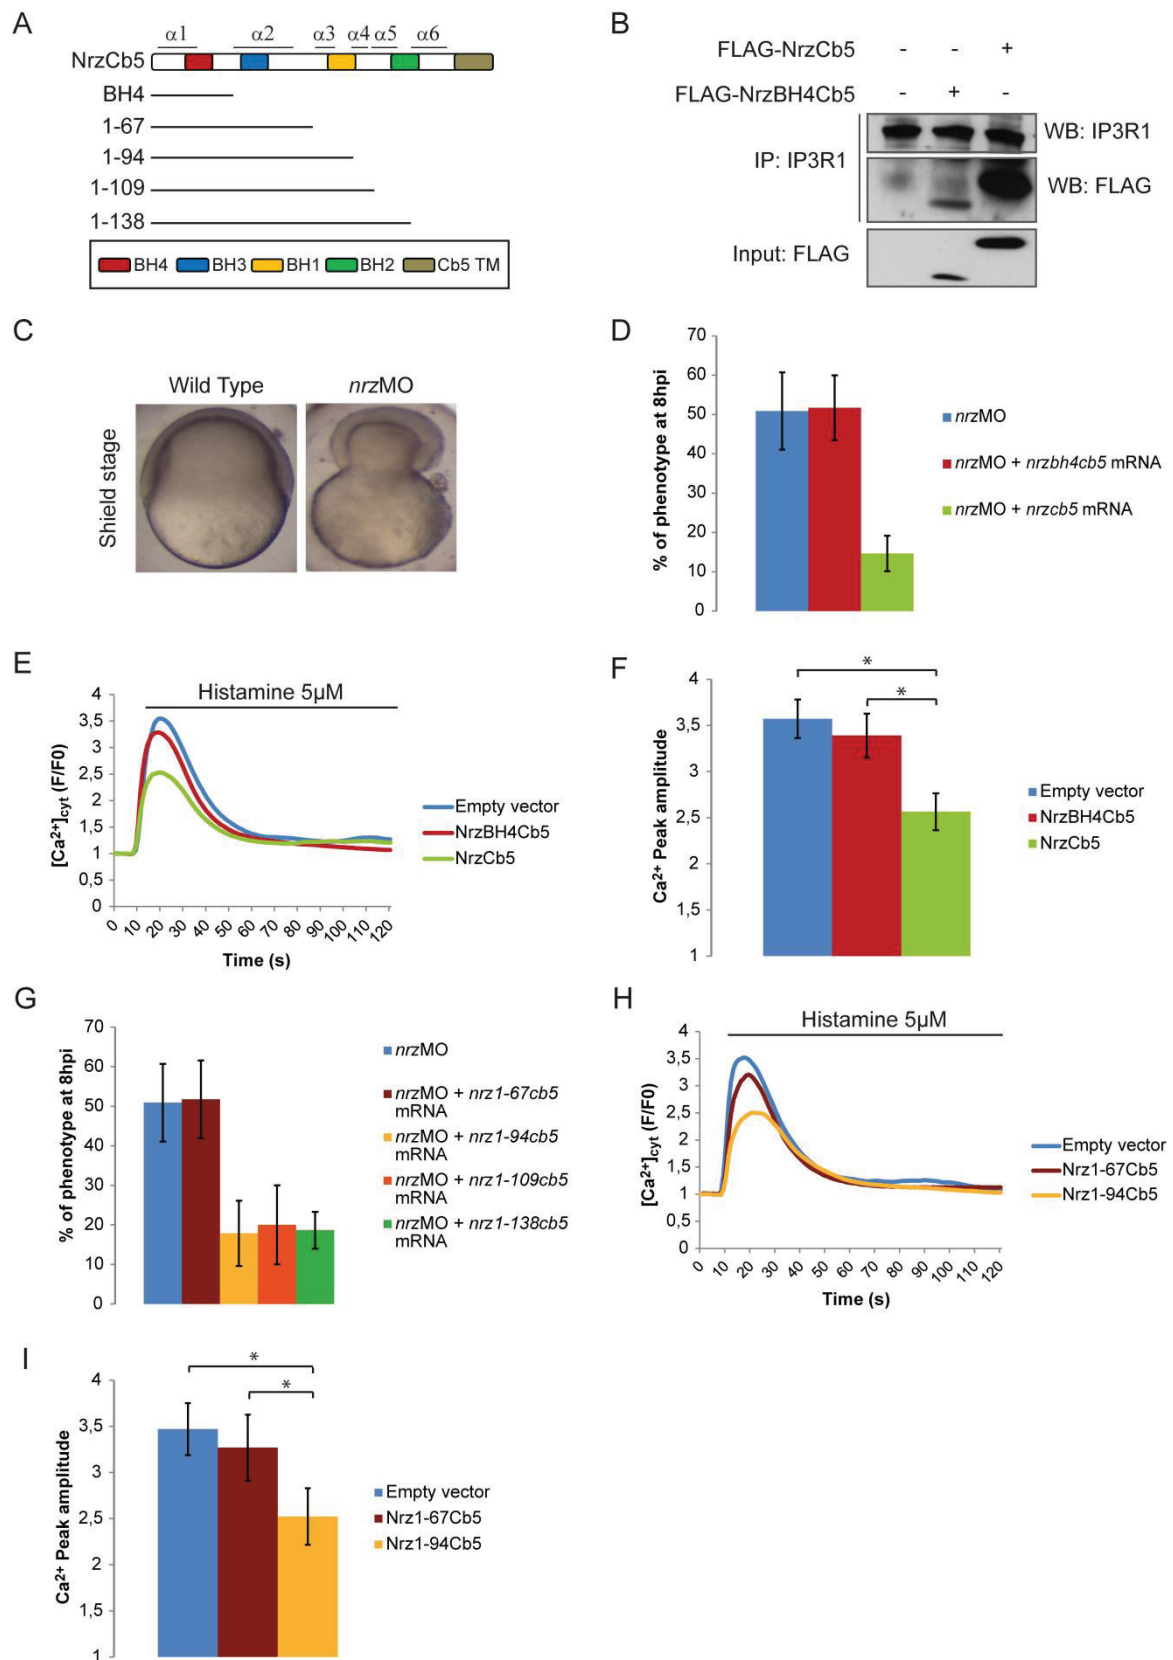 A
α1 α2 α3 α4 α5 α6
NrzCb5
BH4
1-67
1-94
1-109
1-138
BH4 BH3 BH1 BH2 Cb5 TM
B
FLAG-NrzCb5 - - +
FLAG-NrzBH4Cb5 - + -
IP: IP3R1
WB: IP3R1
WB: FLAG
Input: FLAG
C
Wild Type nrzMO
Shield stage
D
% of phenotype at 8hpi
70
60
50
40
30
20
10
0
nrzMO
nrzMO + nrzbh4cb5 mRNA
nrzMO + nrzcb5 mRNA
E
Histamine 5µM
[Ca2+]cyt (F/F0)
4
3,5
3
2,5
2
1,5
1
0,5
0
0 10 20 30 40 50 60 70 80 90 100 110 120
Time (s)
Empty vector
NrzBH4Cb5
NrzCb5
F
* 
*
Ca2+ Peak amplitude
4
3,5
3
2,5
2
1,5
1
Empty vector
NrzBH4Cb5
NrzCb5
G
% of phenotype at 8hpi
70
60
50
40
30
20
10
0
nrzMO
nrzMO + nrz1-67cb5
mRNA
nrzMO + nrz1-94cb5
mRNA
nrzMO + nrz1-109cb5
mRNA
nrzMO + nrz1-138cb5
mRNA
H
Histamine 5µM
[Ca2+]cyt (F/F0)
4
3,5
3
2,5
2
1,5
1
0,5
0
0 10 20 30 40 50 60 70 80 90 100 110 120
Time (s)
Empty vector
Nrz1-67Cb5
Nrz1-94Cb5
I
*
*
Ca2+ Peak amplitude
4
3,5
3
2,5
2
1,5
1
Empty vector
Nrz1-67Cb5
Nrz1-94Cb5